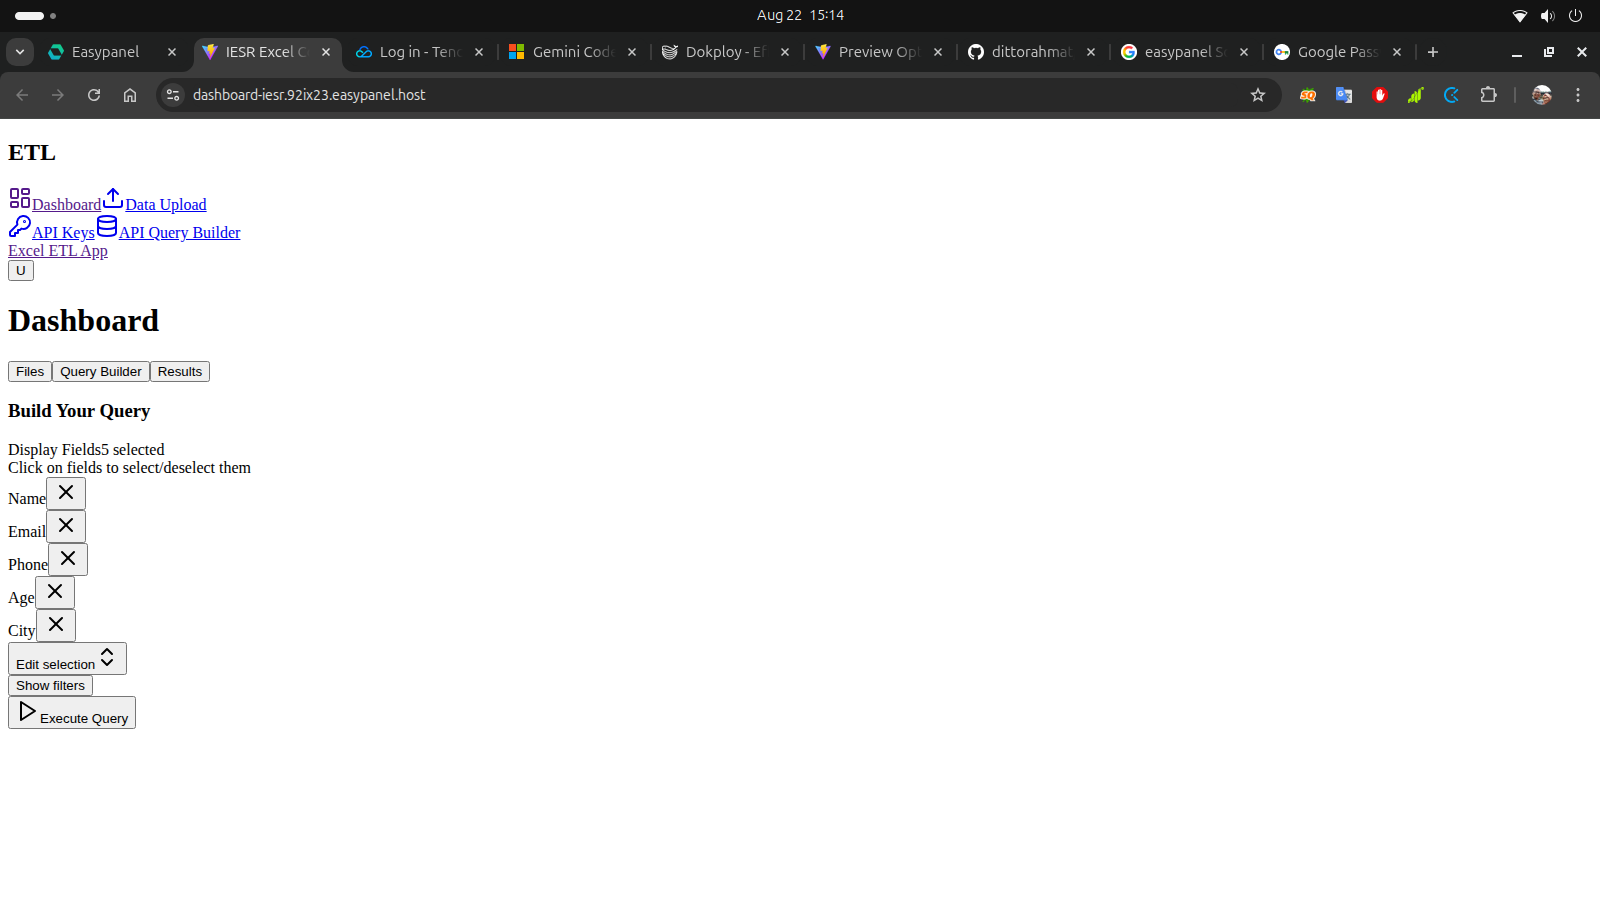 Aug 22 15:14
Easypanel
IESR Excel C
Log in - Tenc
Gemini Code
Dokploy - Ef
Preview Opt
dittorahmat
easypanel S
Google Pass
dashboard-iesr.92ix23.easypanel.host
ETL
Dashboard Data Upload
API Keys API Query Builder
Excel ETL App
U
Dashboard
Files Query Builder Results
Build Your Query
Display Fields5 selected
Click on fields to select/deselect them
Name
Email
Phone
Age
City
Edit selection
Show filters
Execute Query